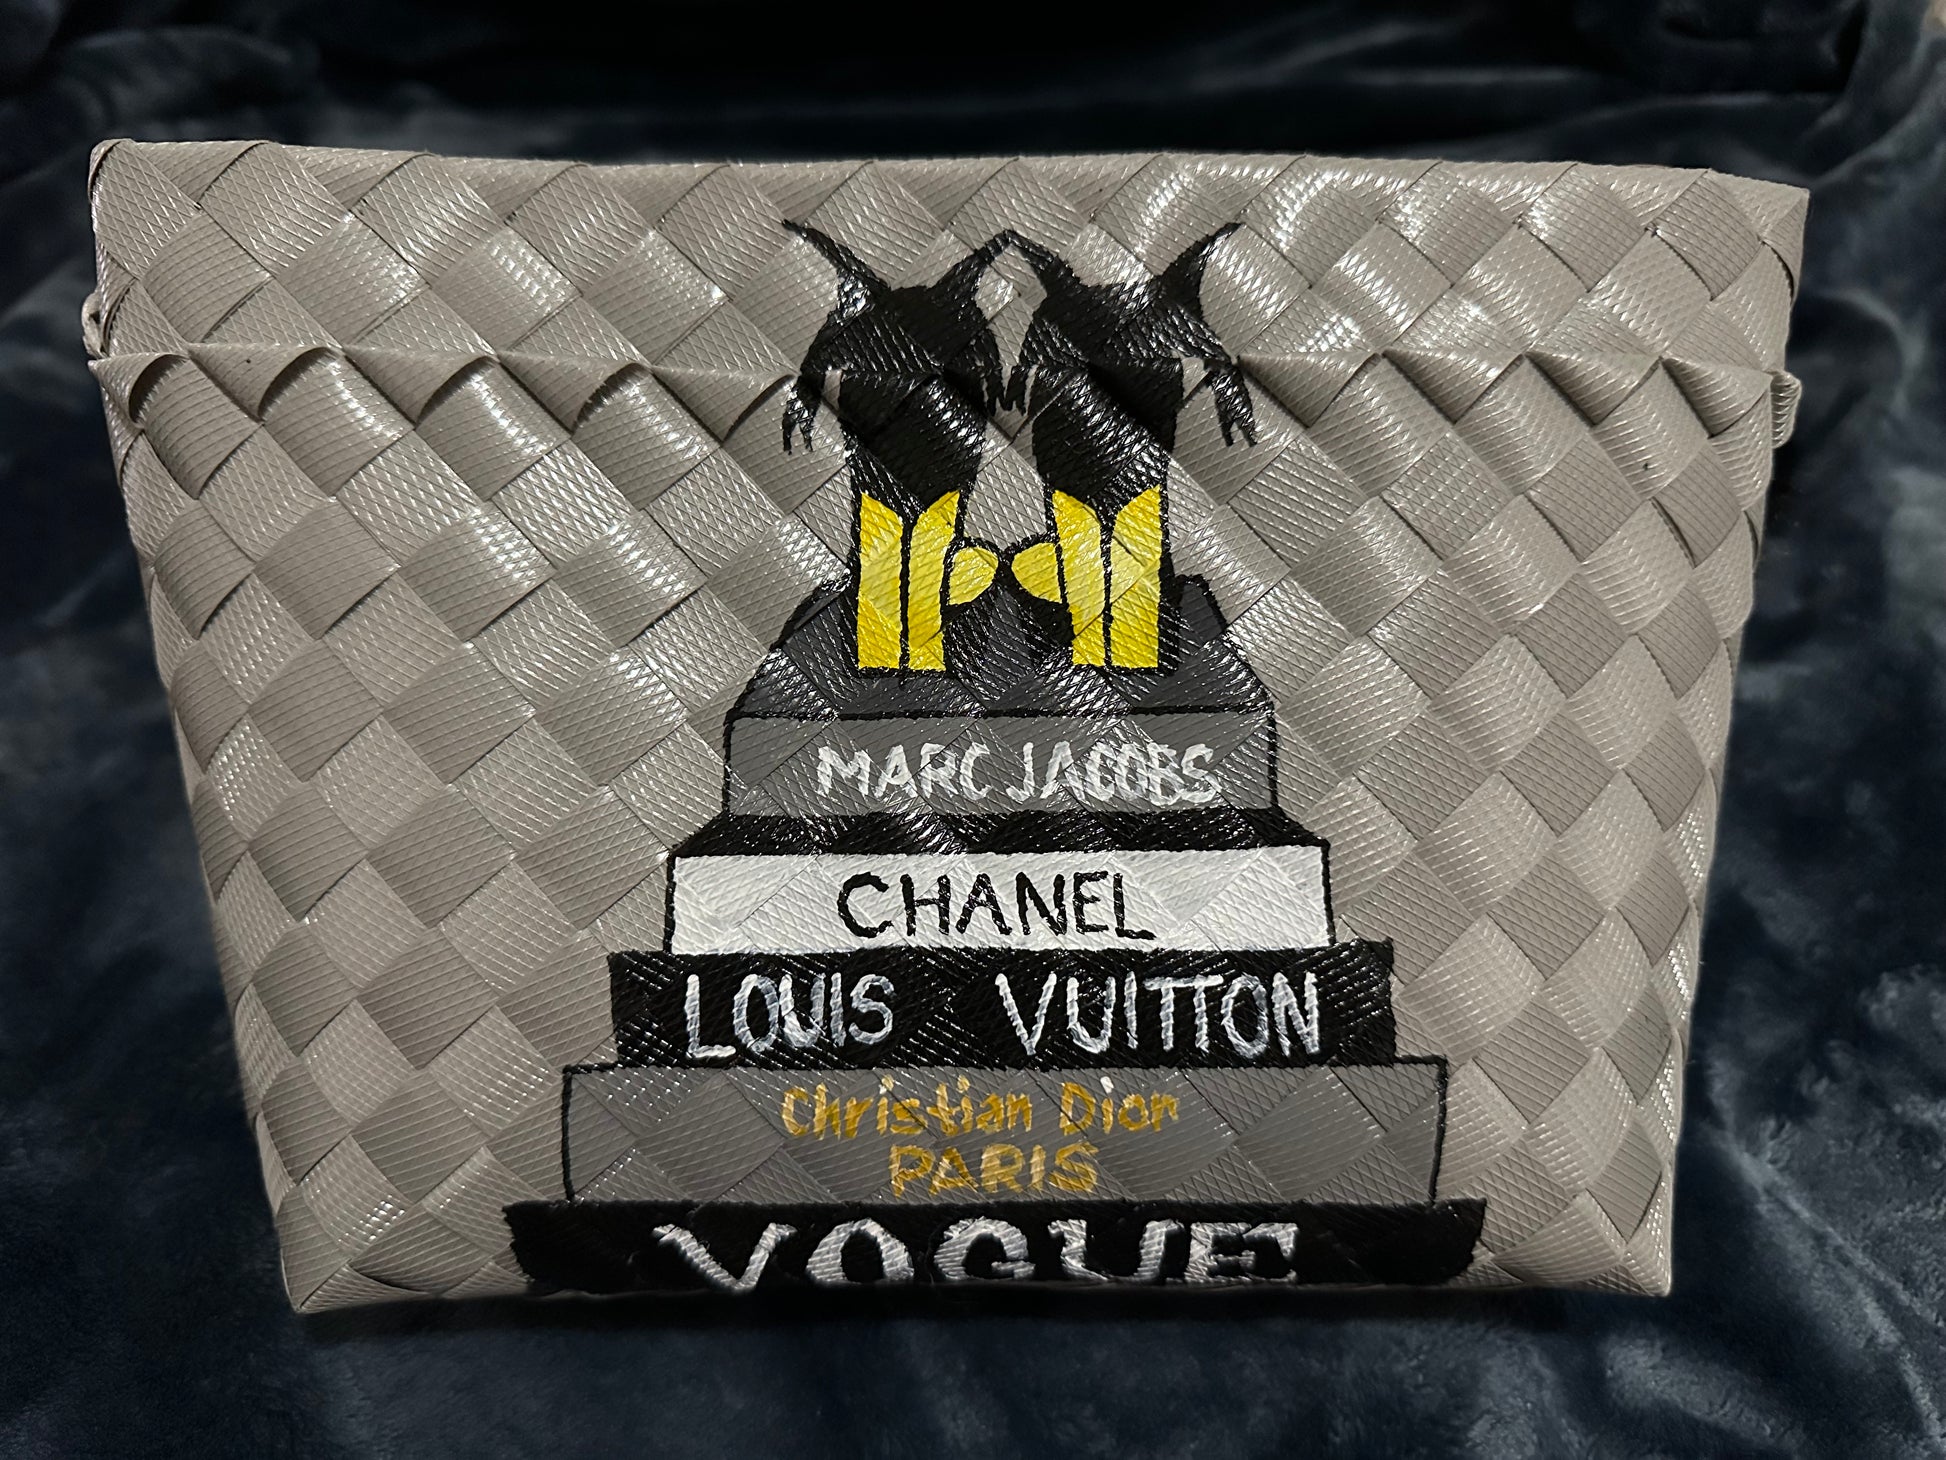 MARC JACOBS
CHANEL
LOUIS VUITTON
Christian Dior
PARIS
VOGUE